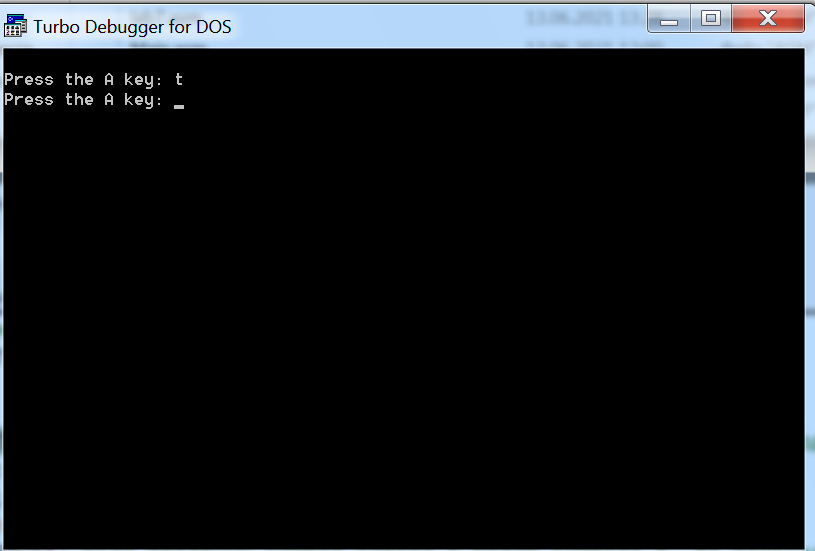 Turbo Debugger for DOS
Press the A key: t
Press the A key: _